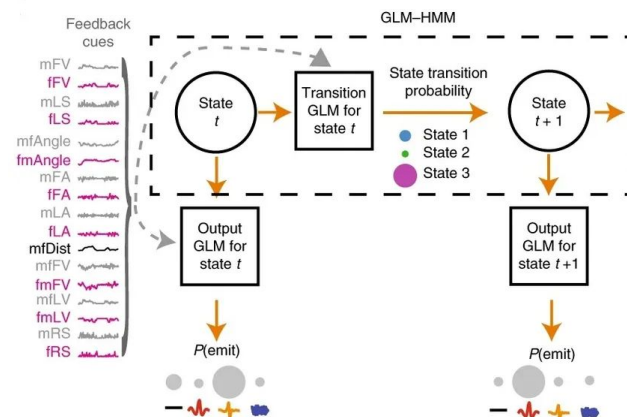 Feedback
cues
mFV
fFV
mLS
fLS
mfAngle
fmAngle
mFA
fFA
mLA
fLA
mfDist
mfFV
fmFV
mfLV
fmLV
mRS
fRS
GLM–HMM
State
t
Transition
GLM for
state t
State transition
probability
State 1
State 2
State 3
State
t + 1
Output
GLM for
state t
Output
GLM for
state t +1
P(emit)
P(emit)